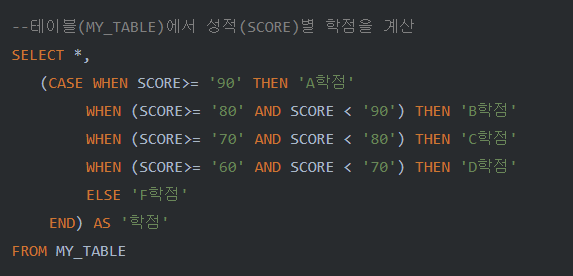 --테이블(MY_TABLE)에서 성적(SCORE)별 학점을 계산
SELECT *,
(CASE WHEN SCORE>= '90' THEN 'A학점'
WHEN (SCORE>= '80' AND SCORE < '90') THEN 'B학점'
WHEN (SCORE>= '70' AND SCORE < '80') THEN 'C학점'
WHEN (SCORE>= '60' AND SCORE < '70') THEN 'D학점'
ELSE 'F학점'
END) AS '학점'
FROM MY_TABLE